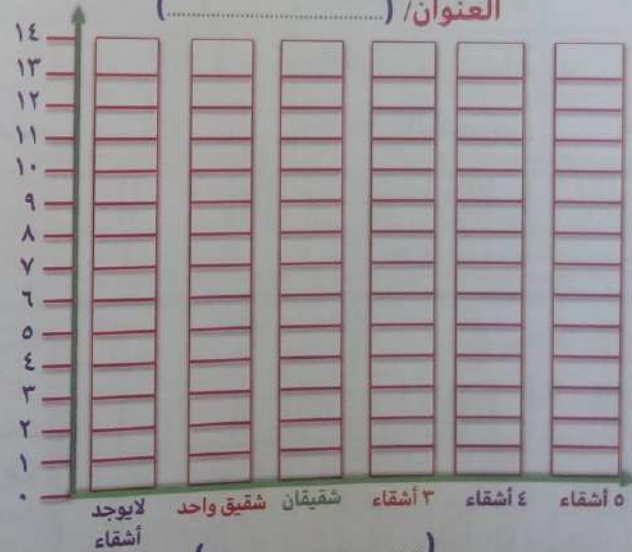 العنوان/ (....................)
١٤
١٣
١٢
١١
١٠
٩
٨
٧
٦
٥
٤
٣
٢
١
٠
لايوجد أشقاء
شقيق واحد
شقيقان
٣ أشقاء
٤ أشقاء
٥ أشقاء
(....................)